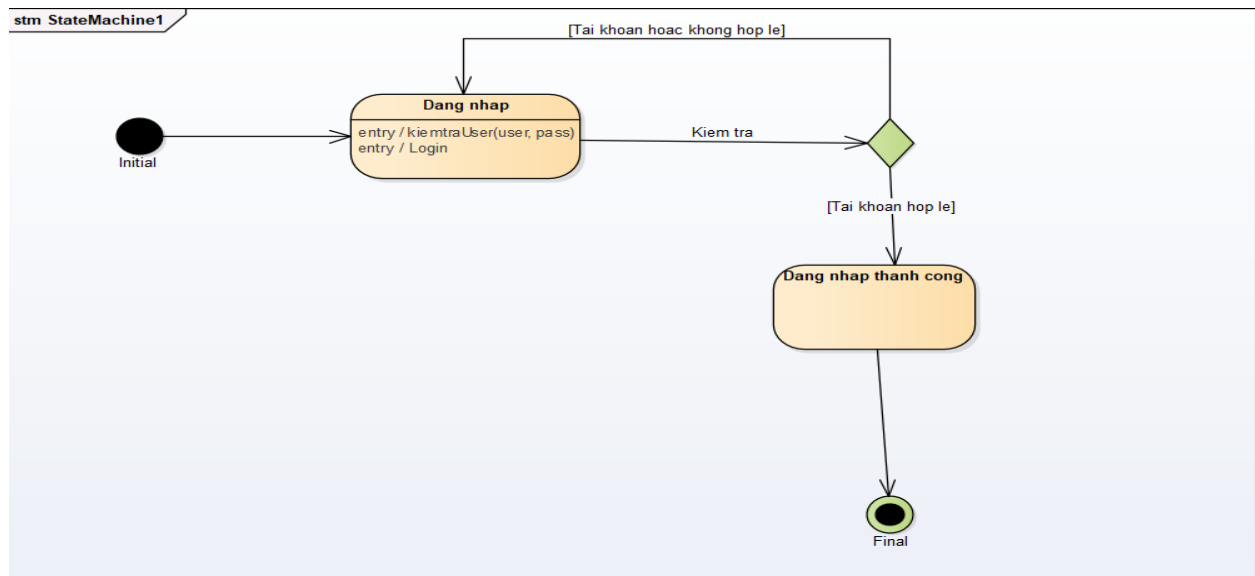 stm StateMachine1
[Tai khoan hoac khong hop le]
Dang nhap
entry / kiemtraUser(user, pass)
entry / Login
Kiem tra
Initial
[Tai khoan hop le]
Dang nhap thanh cong
Final